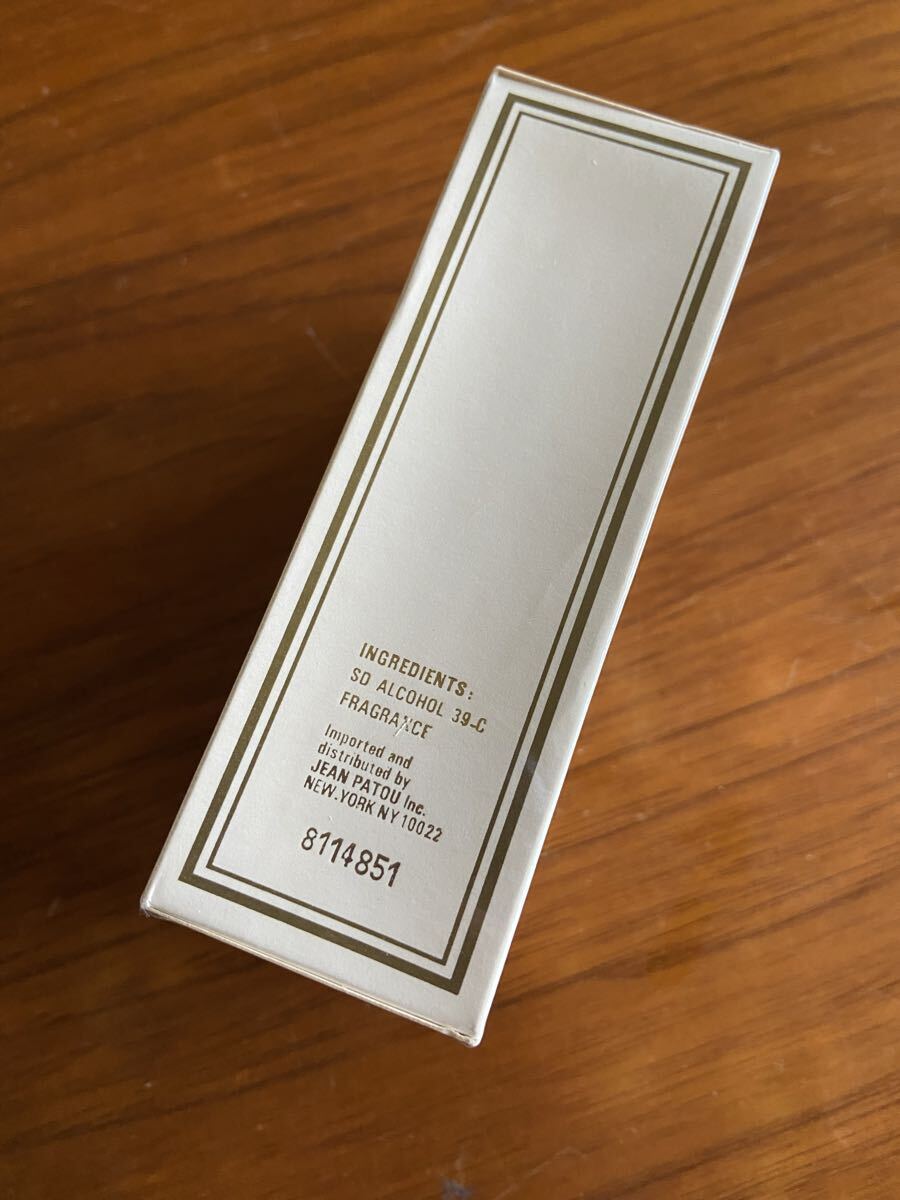 INGREDIENTS:
SD ALCOHOL 39-C
FRAGRANCE
Imported and
distributed by
JEAN PATOU Inc.
NEW.YORK NY 10022
8114851